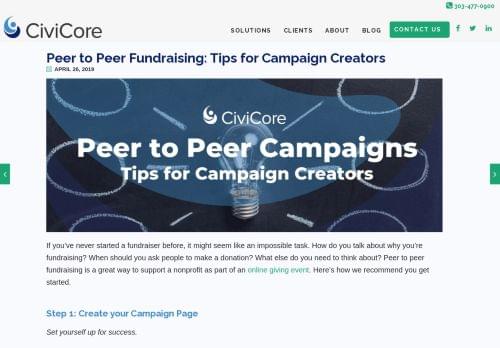 303-477-0900
CiviCore
SOLUTIONS CLIENTS ABOUT BLOG CONTACT US
Peer to Peer Fundraising: Tips for Campaign Creators
APRIL 26, 2019
CiviCore
Peer to Peer Campaigns
Tips for Campaign Creators
If you've never started a fundraiser before, it might seem like an impossible task. How do you talk about why you're
fundraising? When should you ask people to make a donation? What else do you need to think about? Peer to peer
fundraising is a great way to support a nonprofit as part of an online giving event. Here's how we recommend you get
started.
Step 1: Create your Campaign Page
Set yourself up for success.